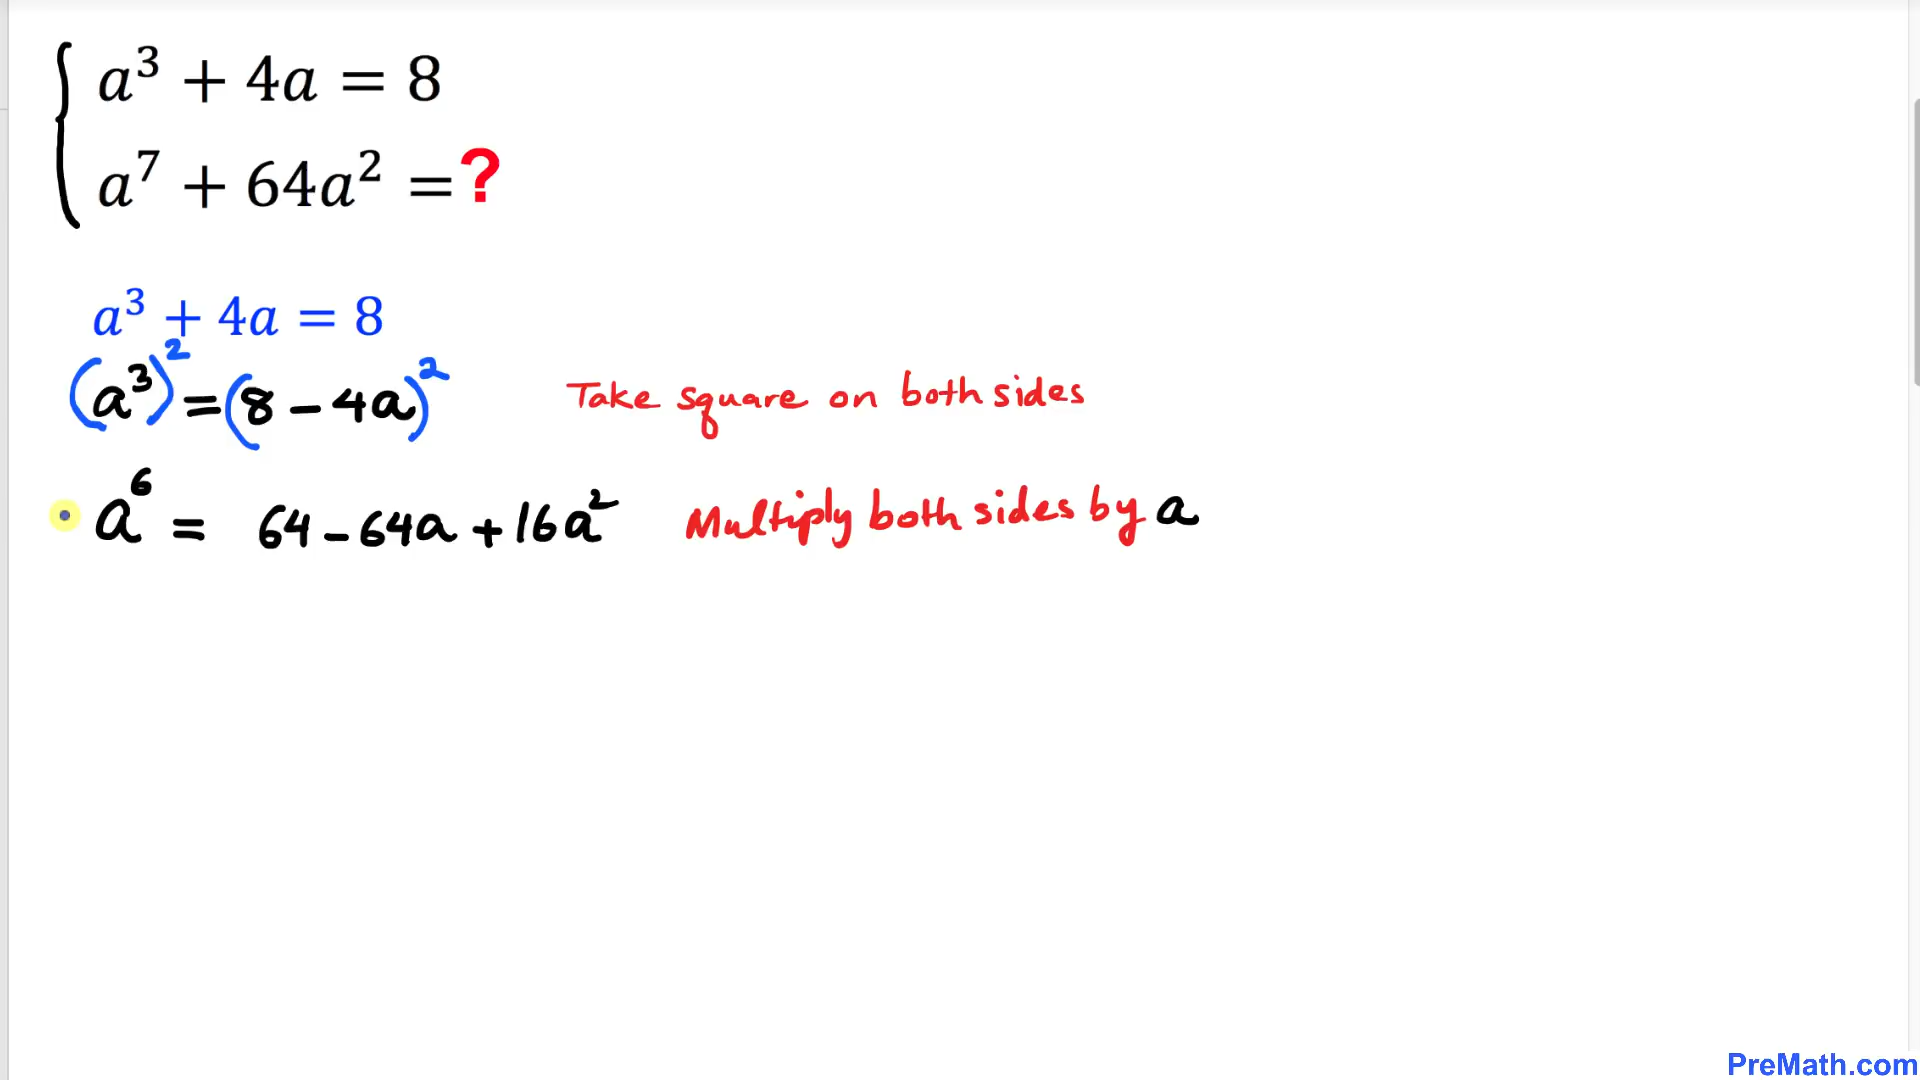 a³ + 4a = 8
a⁷ + 64a² =?
a³ + 4a = 8
(a³)² = (8 - 4a)² Take square on both sides
a⁶ = 64 - 64a + 16a² Multiply both sides by a
PreMath.com